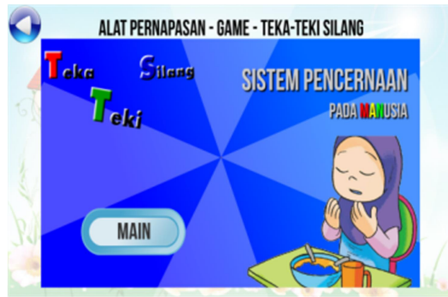 ALAT PERNAPASAN - GAME - TEKA-TEKI SILANG
Teka Silang
Teki
SISTEM PENCERNAAN
PADA MANUSIA
MAIN